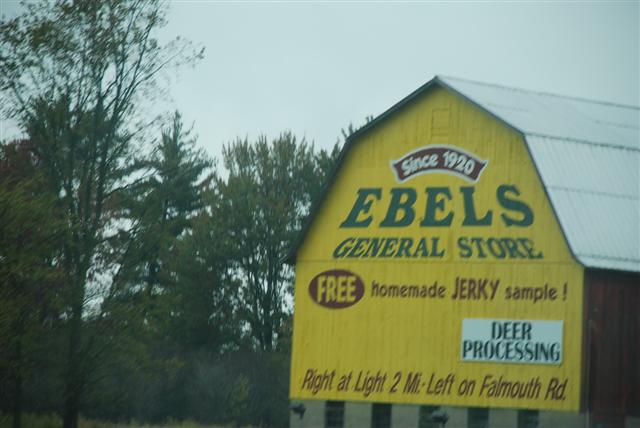 Since 1920
EBELS
GENERAL STORE
FREE homemade JERKY sample!
DEER
PROCESSING
Right at Light 2 Mi. Left on Falmouth Rd.